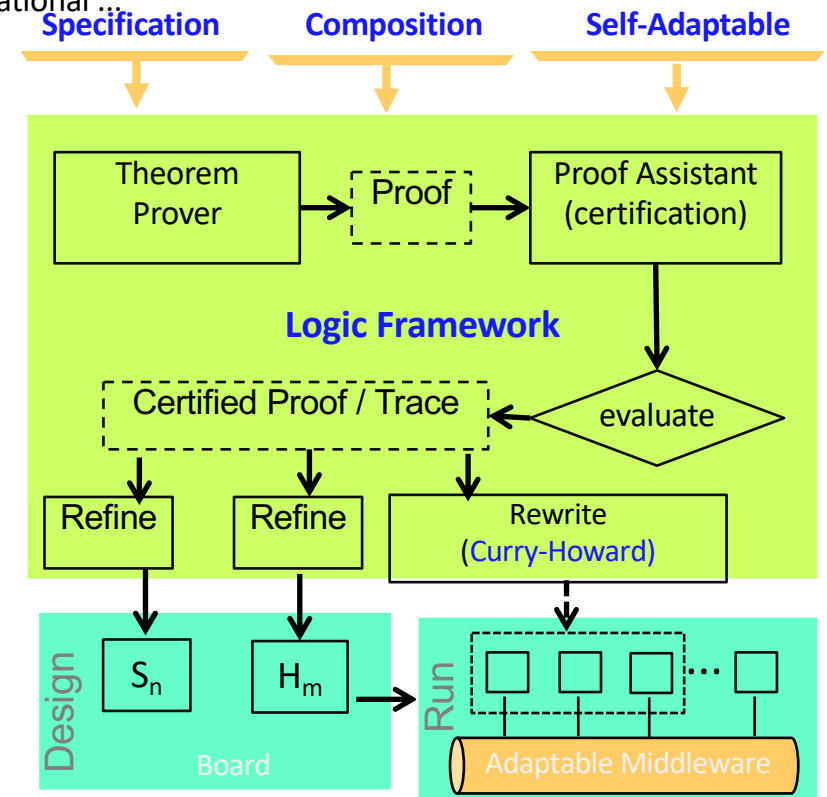 ational ...
Specification Composition Self-Adaptable
Theorem
Prover
Proof
Proof Assistant
(certification)
Logic Framework
Certified Proof / Trace
evaluate
Refine
Refine
Rewrite
(Curry-Howard)
Design
Sn
Hm
Board
Run
...
Adaptable Middleware